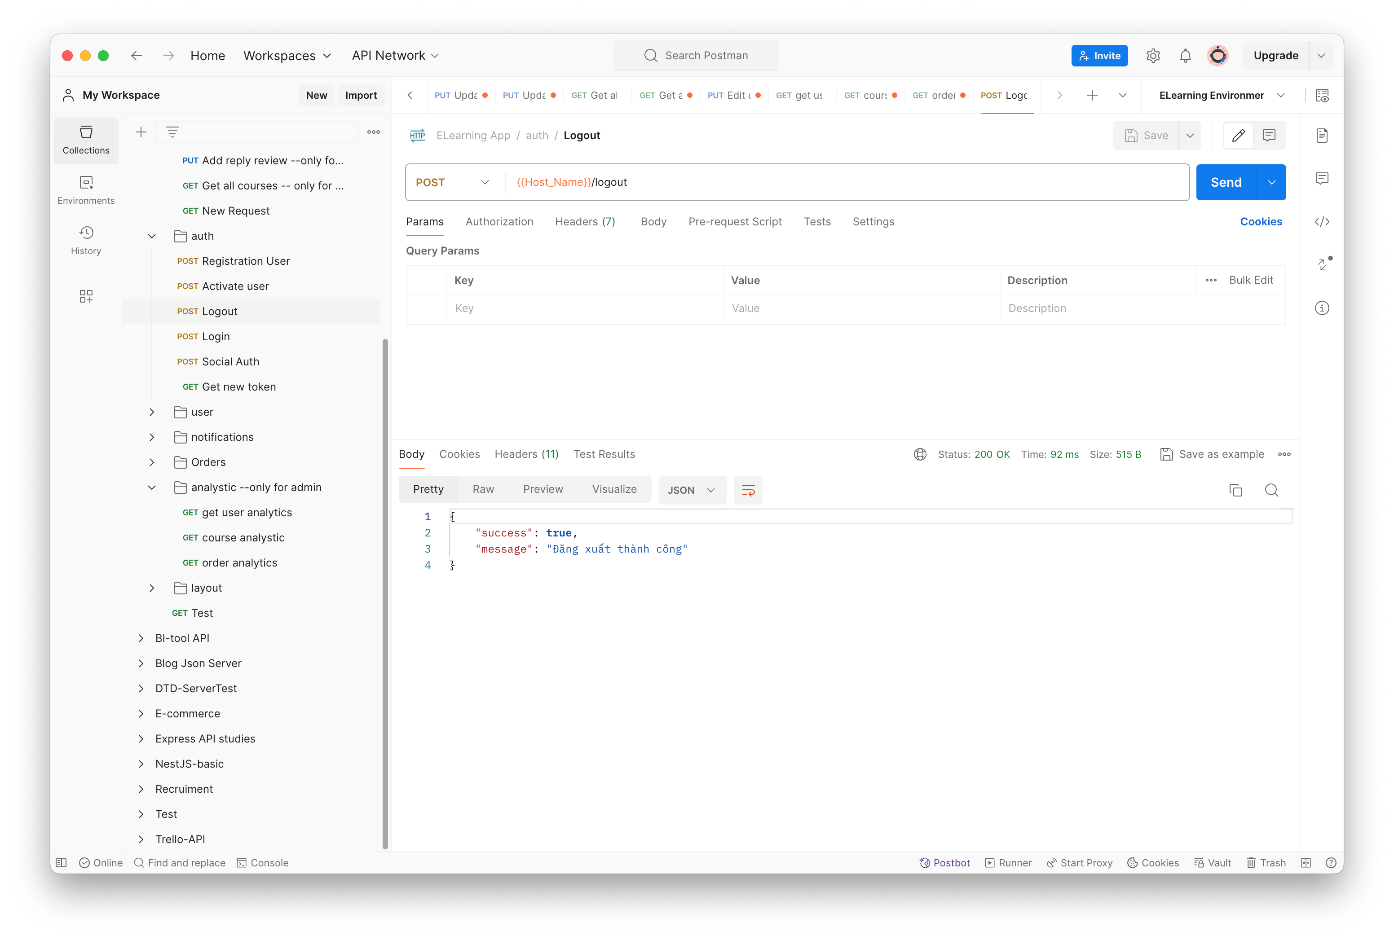 Home
Workspaces
API Network
Search Postman
Invite
Upgrade
My Workspace
New
Import
PUT Upda
PUT Upda
GET Get al
GET Get a
PUT Edit
GET get us
GET cours
GET order
POST Logo
ELearning Environmer
Collections
Environments
History
PUT Add reply review --only fo...
GET Get all courses -- only for ...
GET New Request
auth
POST Registration User
POST Activate user
POST Logout
POST Login
POST Social Auth
GET Get new token
user
notifications
Orders
analystic --only for admin
GET get user analytics
GET course analystic
GET order analytics
layout
GET Test
BI-tool API
Blog Json Server
DTD-ServerTest
E-commerce
Express API studies
NestJS-basic
Recruiment
Test
Trello-API
HTTP ELearning App / auth / Logout
Save
POST
{{Host_Name}}/logout
Send
Params
Authorization
Headers (7)
Body
Pre-request Script
Tests
Settings
Cookies
Query Params
Key
Value
Description
Bulk Edit
Key
Value
Description
Body
Cookies
Headers (11)
Test Results
Status: 200 OK
Time: 92 ms
Size: 515 B
Save as example
Pretty
Raw
Preview
Visualize
JSON
1 {
2 "success": true,
3 "message": "Đăng xuất thành công"
4 }
Online
Find and replace
Console
Postbot
Runner
Start Proxy
Cookies
Vault
Trash